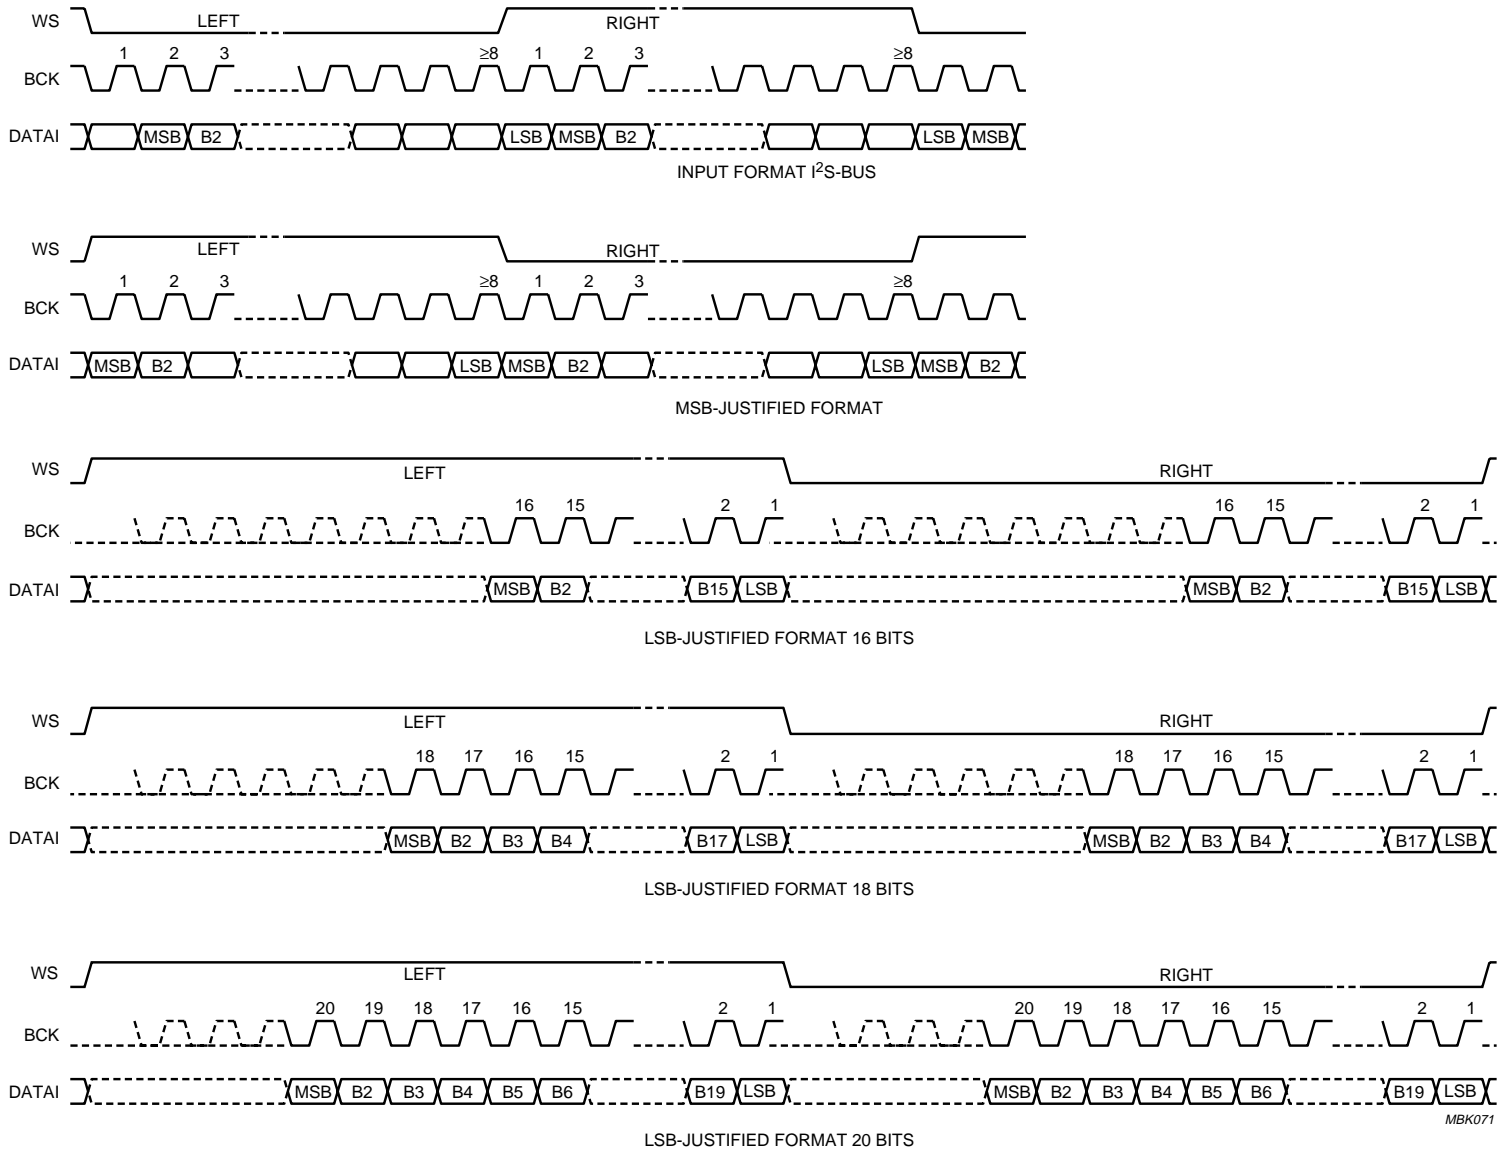 WS LEFT RIGHT
1 2 3 ≥8 1 2 3 ≥8
BCK
DATAI MSB B2 LSB MSB B2 LSB MSB
INPUT FORMAT I²S-BUS
WS LEFT RIGHT
1 2 3 ≥8 1 2 3 ≥8
BCK
DATAI MSB B2 LSB MSB B2 LSB MSB B2
MSB-JUSTIFIED FORMAT
WS LEFT RIGHT
16 15 2 1 16 15 2 1
BCK
DATAI MSB B2 B15 LSB MSB B2 B15 LSB
LSB-JUSTIFIED FORMAT 16 BITS
WS LEFT RIGHT
18 17 16 15 2 1 18 17 16 15 2 1
BCK
DATAI MSB B2 B3 B4 B17 LSB MSB B2 B3 B4 B17 LSB
LSB-JUSTIFIED FORMAT 18 BITS
WS LEFT RIGHT
20 19 18 17 16 15 2 1 20 19 18 17 16 15 2 1
BCK
DATAI MSB B2 B3 B4 B5 B6 B19 LSB MSB B2 B3 B4 B5 B6 B19 LSB
MBK071
LSB-JUSTIFIED FORMAT 20 BITS